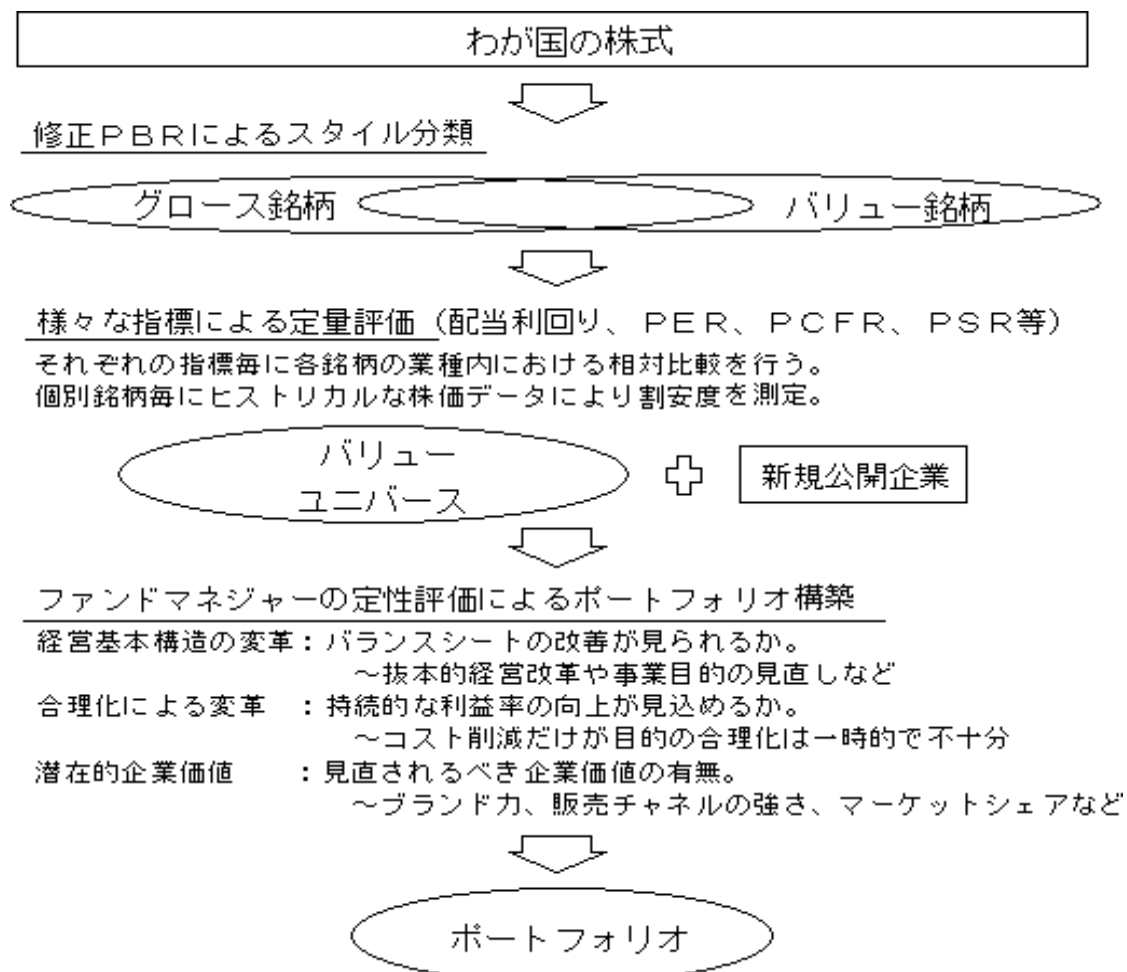 わが国の株式
修正ＰＢＲによるスタイル分類
グロース銘柄
バリュー銘柄
様々な指標による定量評価（配当利回り、ＰＥＲ、ＰＣＦＲ、ＰＳＲ等）
それぞれの指標毎に各銘柄の業種内における相対比較を行う。
個別銘柄毎にヒストリカルな株価データにより割安度を測定。
バリュー
ユニバース
新規公開企業
ファンドマネジャーの定性評価によるポートフォリオ構築
経営基本構造の変革：バランスシートの改善が見られるか。
～抜本的経営改革や事業目的の見直しなど
合理化による変革　：持続的な利益率の向上が見込めるか。
～コスト削減だけが目的の合理化は一時的で不十分
潜在的企業価値　　：見直されるべき企業価値の有無。
～ブランド力、販売チャネルの強さ、マーケットシェアなど
ポートフォリオ